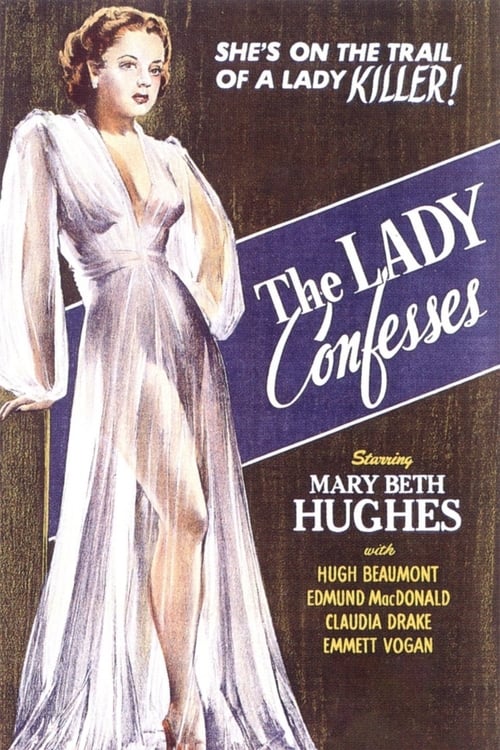 SHE'S ON THE TRAIL
OF A LADY KILLER!
The LADY
Confesses
Starring
MARY BETH
HUGHES
with
HUGH BEAUMONT
EDMUND MacDONALD
CLAUDIA DRAKE
EMMETT VOGAN